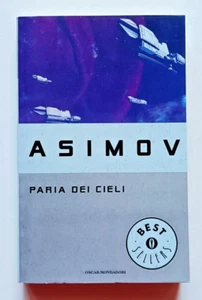 ASIMOV
PARIA DEI CIELI
BEST
SELLERS
OSCAR MONDADORI